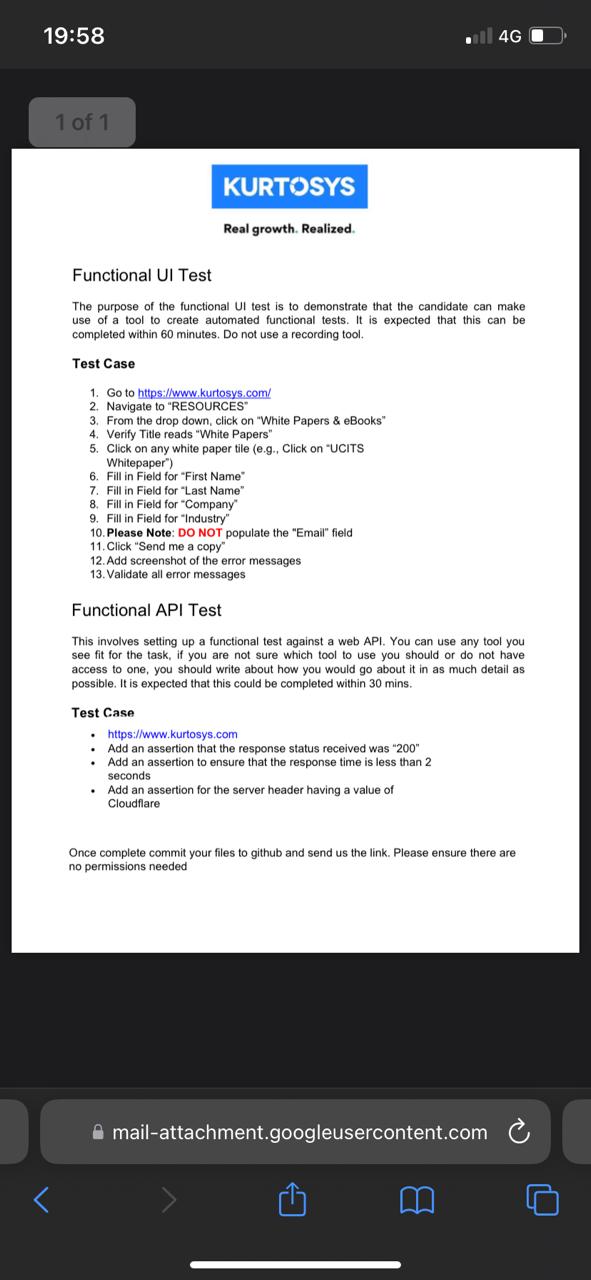 19:58
4G
1 of 1
KURTOSYS
Real growth. Realized.
Functional UI Test
The purpose of the functional UI test is to demonstrate that the candidate can make
use of a tool to create automated functional tests. It is expected that this can be
completed within 60 minutes. Do not use a recording tool.
Test Case
1. Go to https://www.kurtosys.com/
2. Navigate to "RESOURCES"
3. From the drop down, click on "White Papers & eBooks"
4. Verify Title reads "White Papers"
5. Click on any white paper tile (e.g., Click on "UCITS
Whitepaper")
6. Fill in Field for "First Name"
7. Fill in Field for "Last Name"
8. Fill in Field for "Company"
9. Fill in Field for "Industry"
10. Please Note: DO NOT populate the "Email" field
11. Click "Send me a copy"
12. Add screenshot of the error messages
13. Validate all error messages
Functional API Test
This involves setting up a functional test against a web API. You can use any tool you
see fit for the task, if you are not sure which tool to use you should or do not have
access to one, you should write about how you would go about it in as much detail as
possible. It is expected that this could be completed within 30 mins.
Test Case
• https://www.kurtosys.com
• Add an assertion that the response status received was "200"
• Add an assertion to ensure that the response time is less than 2
seconds
• Add an assertion for the server header having a value of
Cloudflare
Once complete commit your files to github and send us the link. Please ensure there are
no permissions needed
mail-attachment.googleusercontent.com